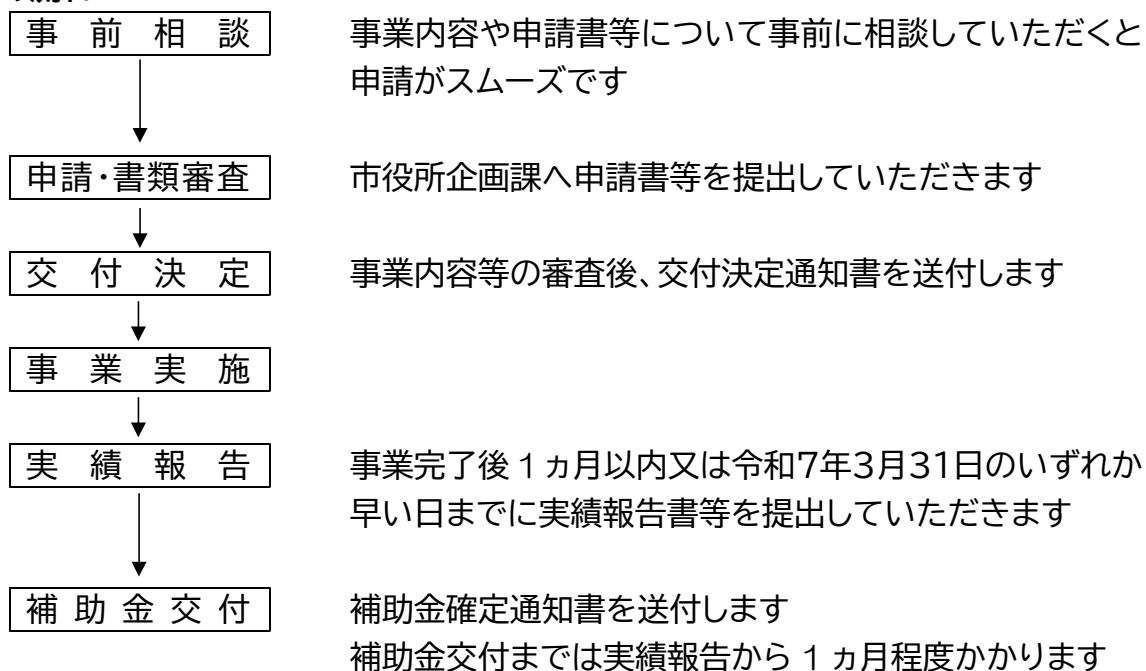 事前相談 事業内容や申請書等について事前に相談していただくと
申請がスムーズです
申請・書類審査 市役所企画課へ申請書等を提出していただきます
交付決定 事業内容等の審査後、交付決定通知書を送付します
事業実施
実績報告 事業完了後1ヵ月以内又は令和7年3月31日のいずれか
早い日までに実績報告書等を提出していただきます
補助金交付 補助金確定通知書を送付します
補助金交付までは実績報告から1ヵ月程度かかります